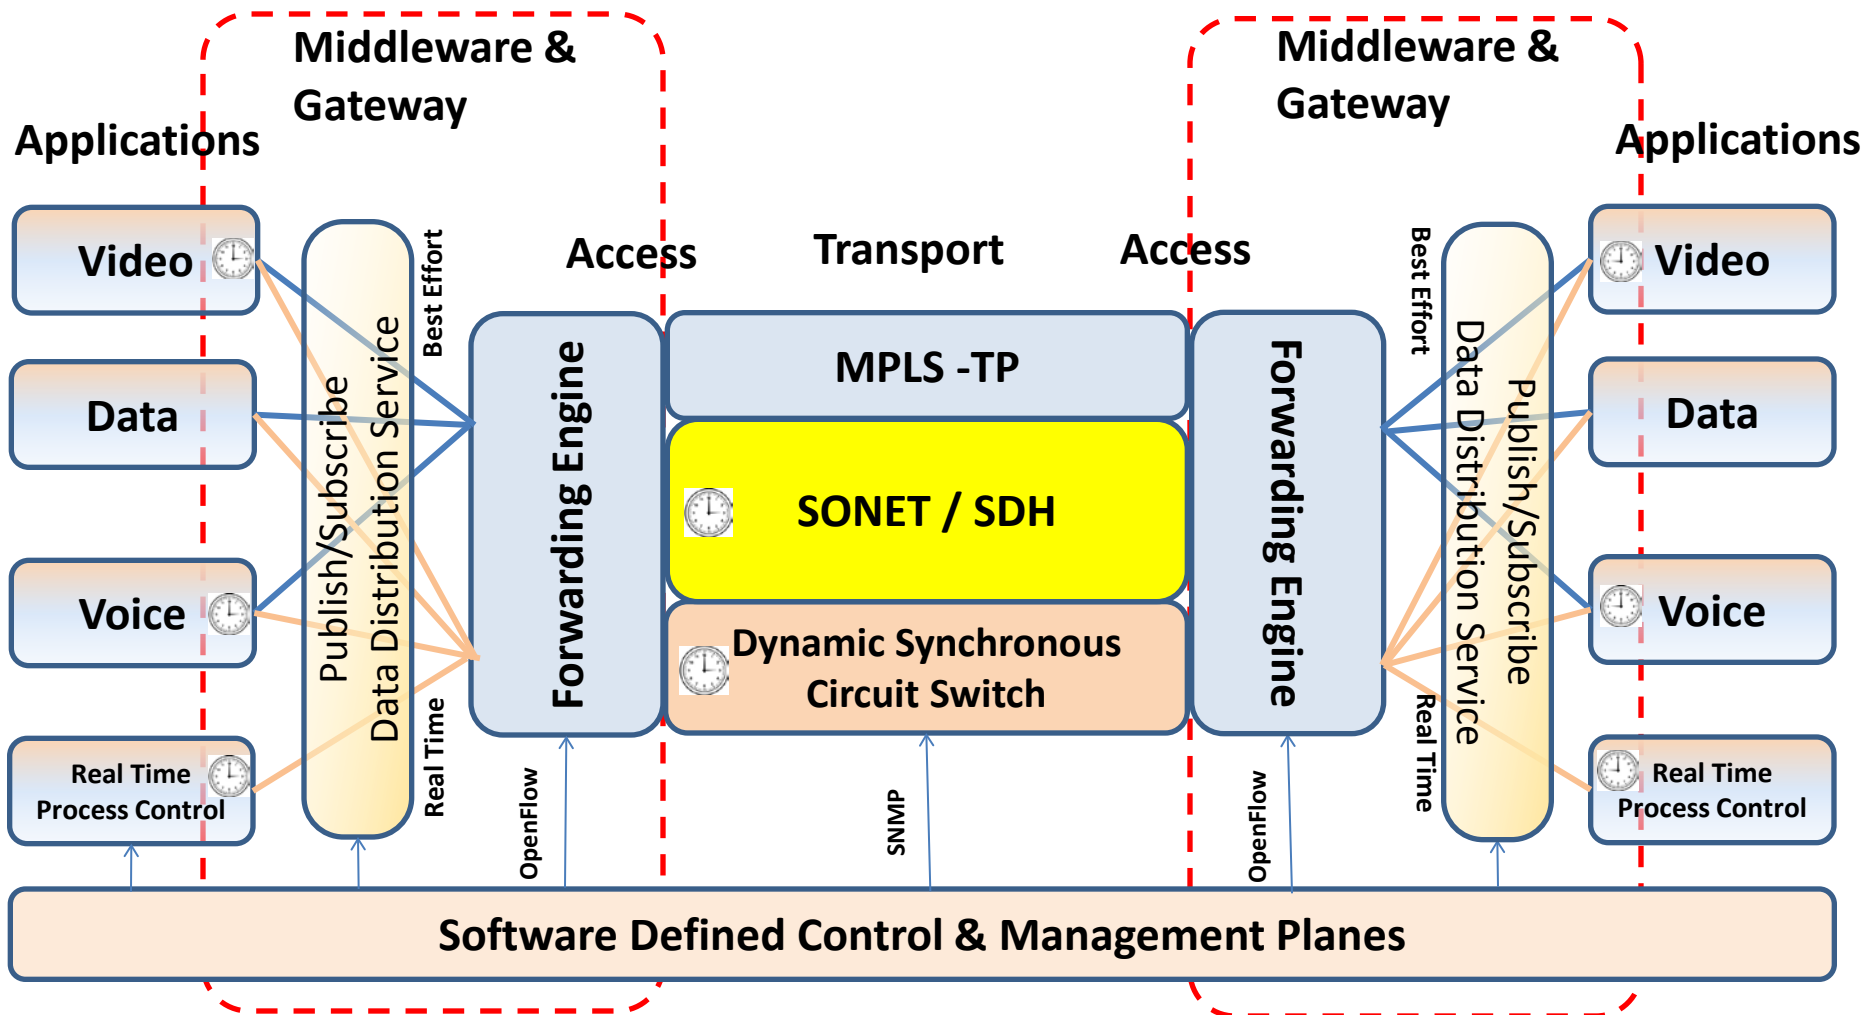 Middleware &
Gateway
Middleware &
Gateway
Applications
Applications
Access
Transport
Access
Video
Data
Voice
Real Time
Process Control
Publish/Subscribe
Data Distribution Service
Best Effort
Real Time
Forwarding Engine
MPLS -TP
SONET / SDH
Dynamic Synchronous
Circuit Switch
Forwarding Engine
Best Effort
Real Time
Publish/Subscribe
Data Distribution Service
Video
Data
Voice
Real Time
Process Control
OpenFlow
SNMP
OpenFlow
Software Defined Control & Management Planes